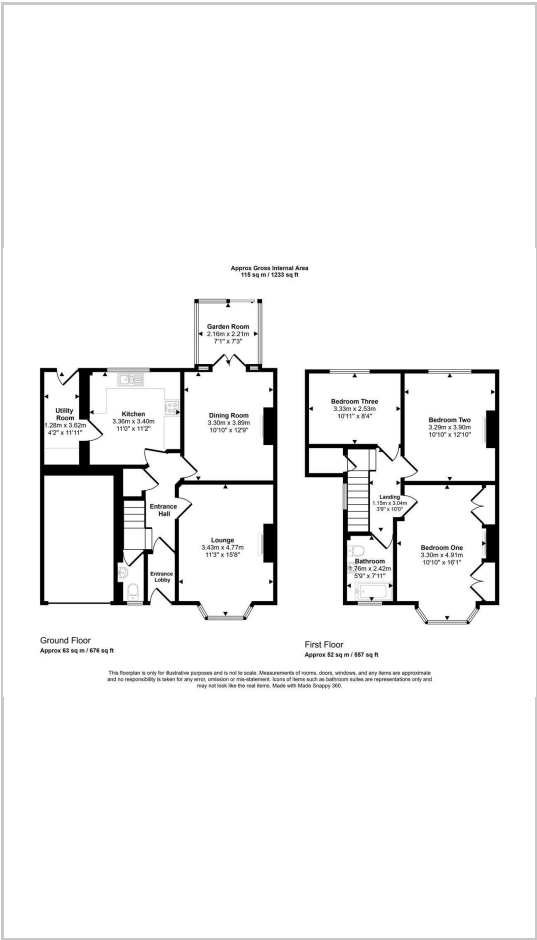 Approx Gross Internal Area
115 sq m / 1233 sq ft
Garden Room
2.16m x 2.21m
7'1" x 7'3"
Utility
Room
1.28m x 3.62m
4'2" x 11'11"
Kitchen
3.36m x 3.40m
11'0" x 11'2"
Dining Room
3.30m x 3.89m
10'10" x 12'9"
Entrance
Hall
Lounge
3.43m x 4.77m
11'3" x 15'8"
Entrance
Lobby
Ground Floor
Approx 63 sq m / 676 sq ft
Bedroom Three
3.33m x 2.53m
10'11" x 8'4"
Bedroom Two
3.29m x 3.90m
10'10" x 12'10"
Landing
1.15m x 3.04m
3'9" x 10'0"
Bedroom One
3.30m x 4.91m
10'10" x 16'1"
Bathroom
1.76m x 2.42m
5'9" x 7'11"
First Floor
Approx 52 sq m / 557 sq ft
This floorplan is only for illustrative purposes and is not to scale. Measurements of rooms, doors, windows, and any items are approximate
and no responsibility is taken for any error, omission or mis-statement. Icons of items such as bathroom suites are representations only and
may not look like the real items. Made with Made Snappy 360.